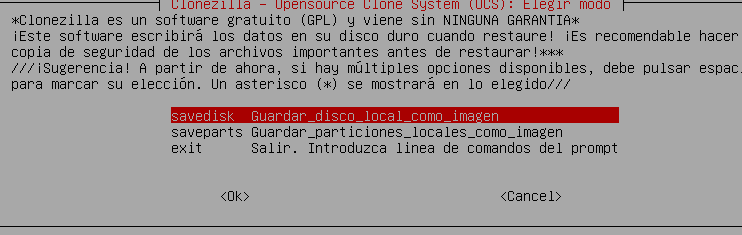 Clonezilla - Opensource Clone System (OCS): Elegir modo
*Clonezilla es un software gratuito (GPL) y viene sin NINGUNA GARANTIA*
¡Este software escribirá los datos en su disco duro cuando restaure! ¡Es recomendable hacer
copia de seguridad de los archivos importantes antes de restaurar!***
///¡Sugerencia! A partir de ahora, si hay múltiples opciones disponibles, debe pulsar espac
para marcar su elección. Un asterisco (*) se mostrará en lo elegido///
savedisk Guardar_disco_local_como_imagen
saveparts Guardar_particiones_locales_como_imagen
exit Salir. Introduzca linea de comandos del prompt
<Ok> <Cancel>